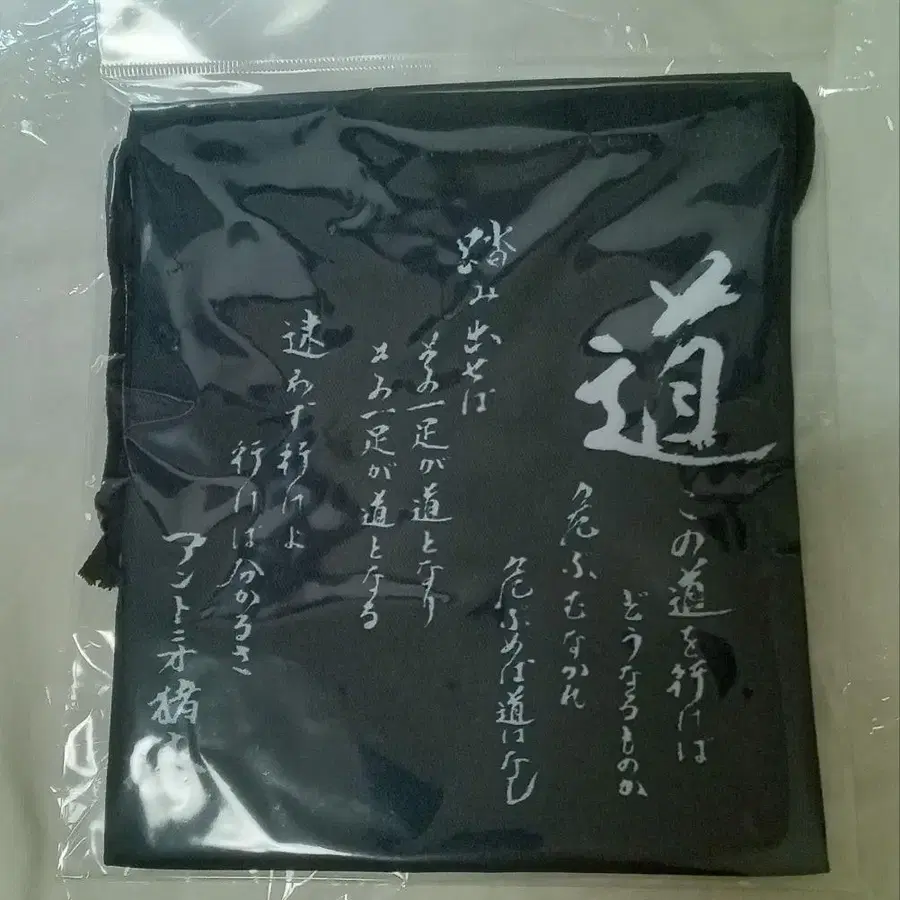 道
この道を行けば
どうなるものか
危ぶむなかれ
危ぶめば道はなし
踏み出せば
その一足が道となり
その一足が道となる
迷わず行けよ
行けば分かるさ
アントニオ猪木